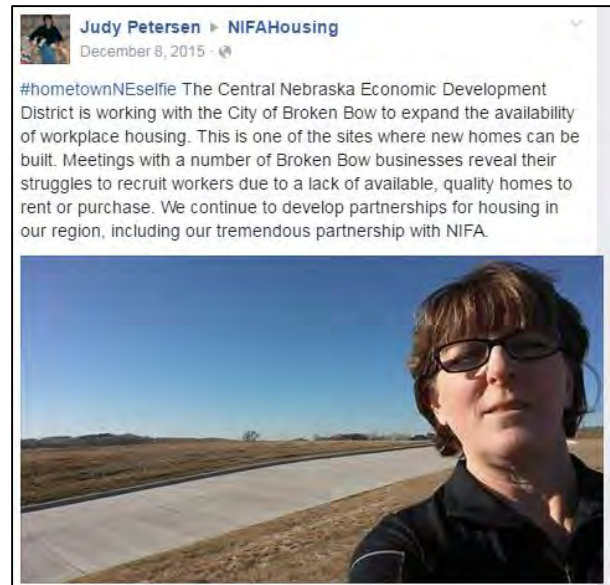 Judy Petersen ▸ NIFAHousing
December 8, 2015 ·
#hometownNEselfie The Central Nebraska Economic Development
District is working with the City of Broken Bow to expand the availability
of workplace housing. This is one of the sites where new homes can be
built. Meetings with a number of Broken Bow businesses reveal their
struggles to recruit workers due to a lack of available, quality homes to
rent or purchase. We continue to develop partnerships for housing in
our region, including our tremendous partnership with NIFA.